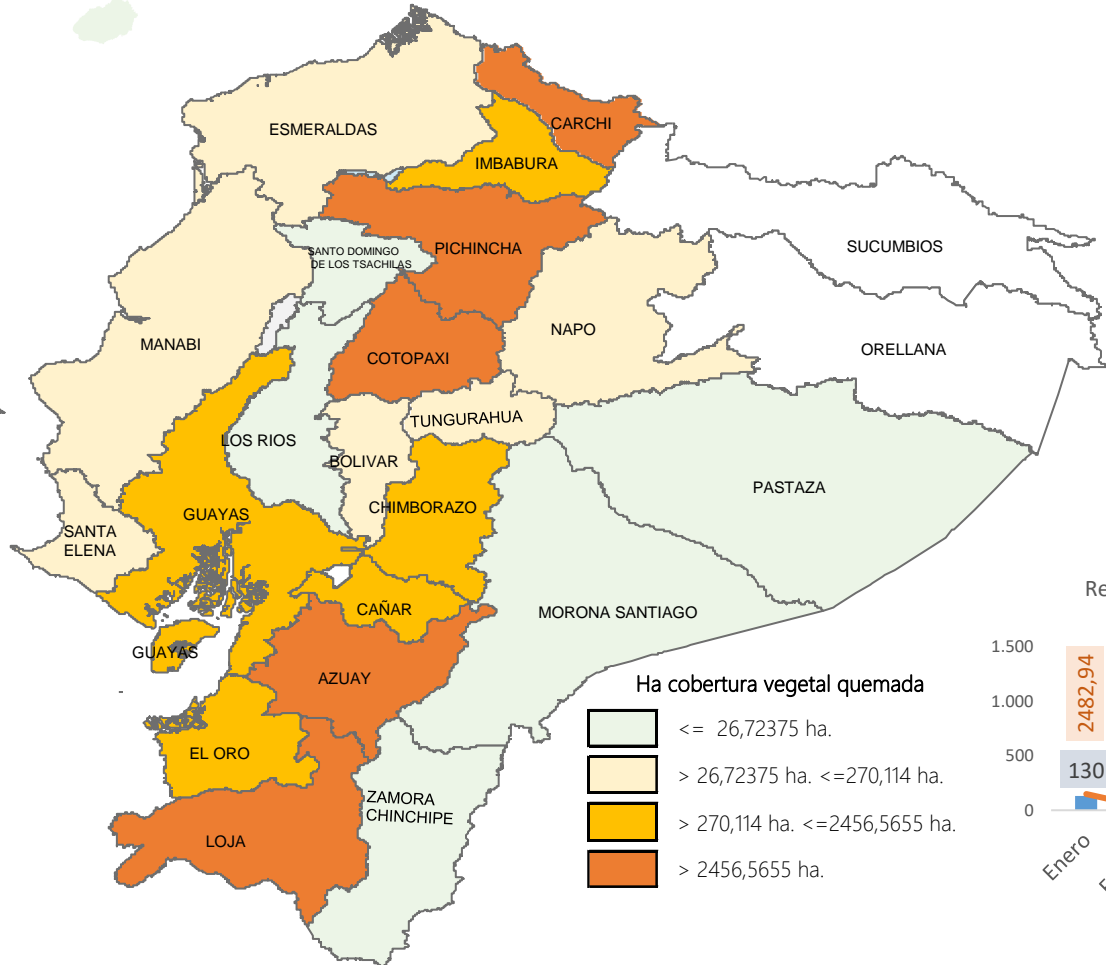 ESMERALDAS
CARCHI
IMBABURA
SUCUMBIOS
PICHINCHA
SANTO DOMINGO
DE LOS TSACHILAS
NAPO
MANABI
ORELLANA
COTOPAXI
TUNGURAHUA
LOS RIOS
BOLIVAR
PASTAZA
CHIMBORAZO
GUAYAS
SANTA
ELENA
CAÑAR
MORONA SANTIAGO
GUAYAS
AZUAY
EL ORO
ZAMORA
CHINCHIPE
LOJA
Ha cobertura vegetal quemada
<= 26,72375 ha.
> 26,72375 ha. <=270,114 ha.
> 270,114 ha. <=2456,5655 ha.
> 2456,5655 ha.
Re
1.500
1.000
500
0
2482,94
130
Enero